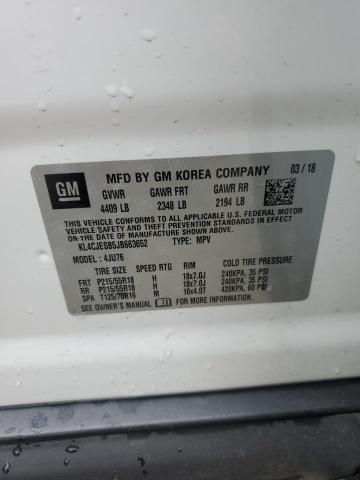 GM
MFD BY GM KOREA COMPANY 03 / 18
GVWR GAWR FRT GAWR RR
4409 LB 2348 LB 2194 LB
THIS VEHICLE CONFORMS TO ALL APPLICABLE U.S. FEDERAL MOTOR
VEHICLE SAFETY, BUMPER, AND THEFT PREVENTION STANDARDS IN
EFFECT ON THE DATE OF MANUFACTURE SHOWN ABOVE.
KL4CJESB5JB663652 TYPE: MPV
MODEL : 4JU76
TIRE SIZE SPEED RTG RIM COLD TIRE PRESSURE
FRT P215/55R18 H 18x7.0J 240KPA, 35 PSI
RR P215/55R18 H 18x7.0J 240KPA, 35 PSI
SPA T125/70R16 M 16x4.0T 420KPA, 60 PSI
SEE OWNER'S MANUAL FOR MORE INFORMATION.